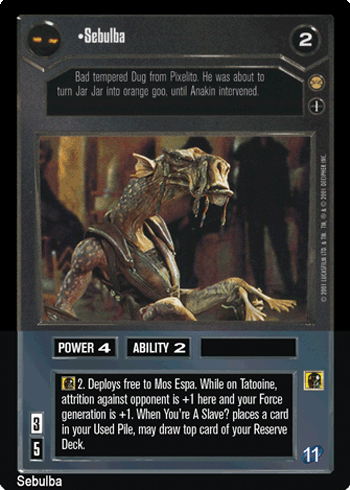 •Sebulba
2
Bad tempered Dug from Pixelito. He was about to
turn Jar Jar into orange goo, until Anakin intervened.
© 2001 LUCASFILM LTD. & TM. ® & © 2001 DECIPHER INC.
POWER 4
ABILITY 2
2. Deploys free to Mos Espa. While on Tatooine,
attrition against opponent is +1 here and your Force
generation is +1. When You're A Slave? places a card
in your Used Pile, may draw top card of your Reserve
Deck.
3
5
11
Sebulba